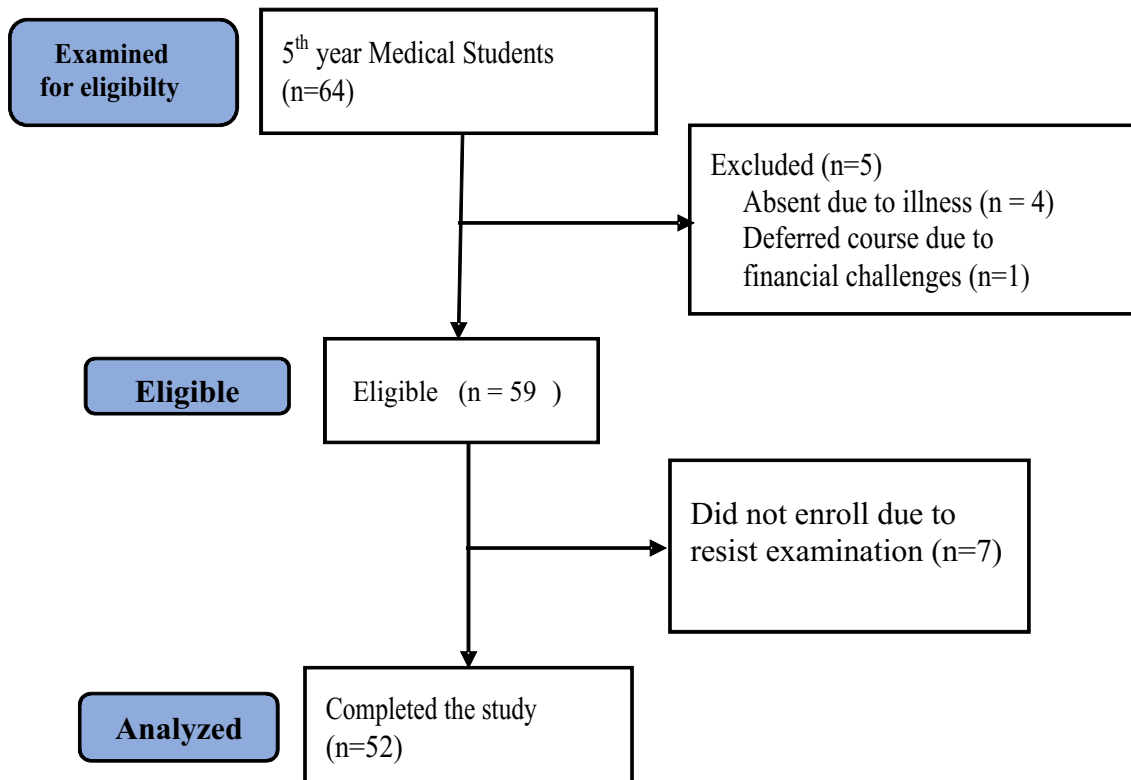 Examined
for eligibilty
5th year Medical Students
(n=64)
Excluded (n=5)
Absent due to illness (n = 4)
Deferred course due to
financial challenges (n=1)
Eligible
Eligible (n = 59 )
Did not enroll due to
resist examination (n=7)
Analyzed
Completed the study
(n=52)